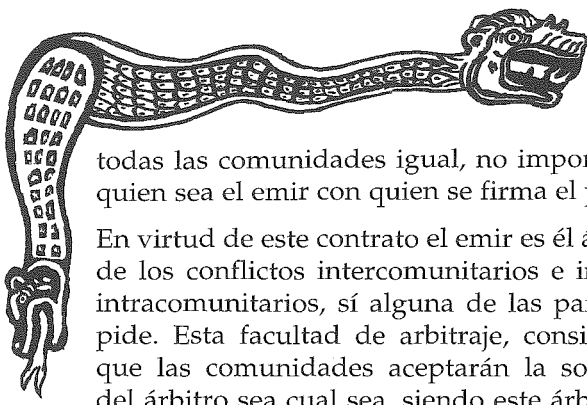 todas las comunidades igual, no impor
quien sea el emir con quien se firma el
En virtud de este contrato el emir es él á
de los conflictos intercomunitarios e i
intracomunitarios, sí alguna de las pa
pide. Esta facultad de arbitraje, consi
que las comunidades aceptarán la so
del árbitro sea cual sea, siendo este árb